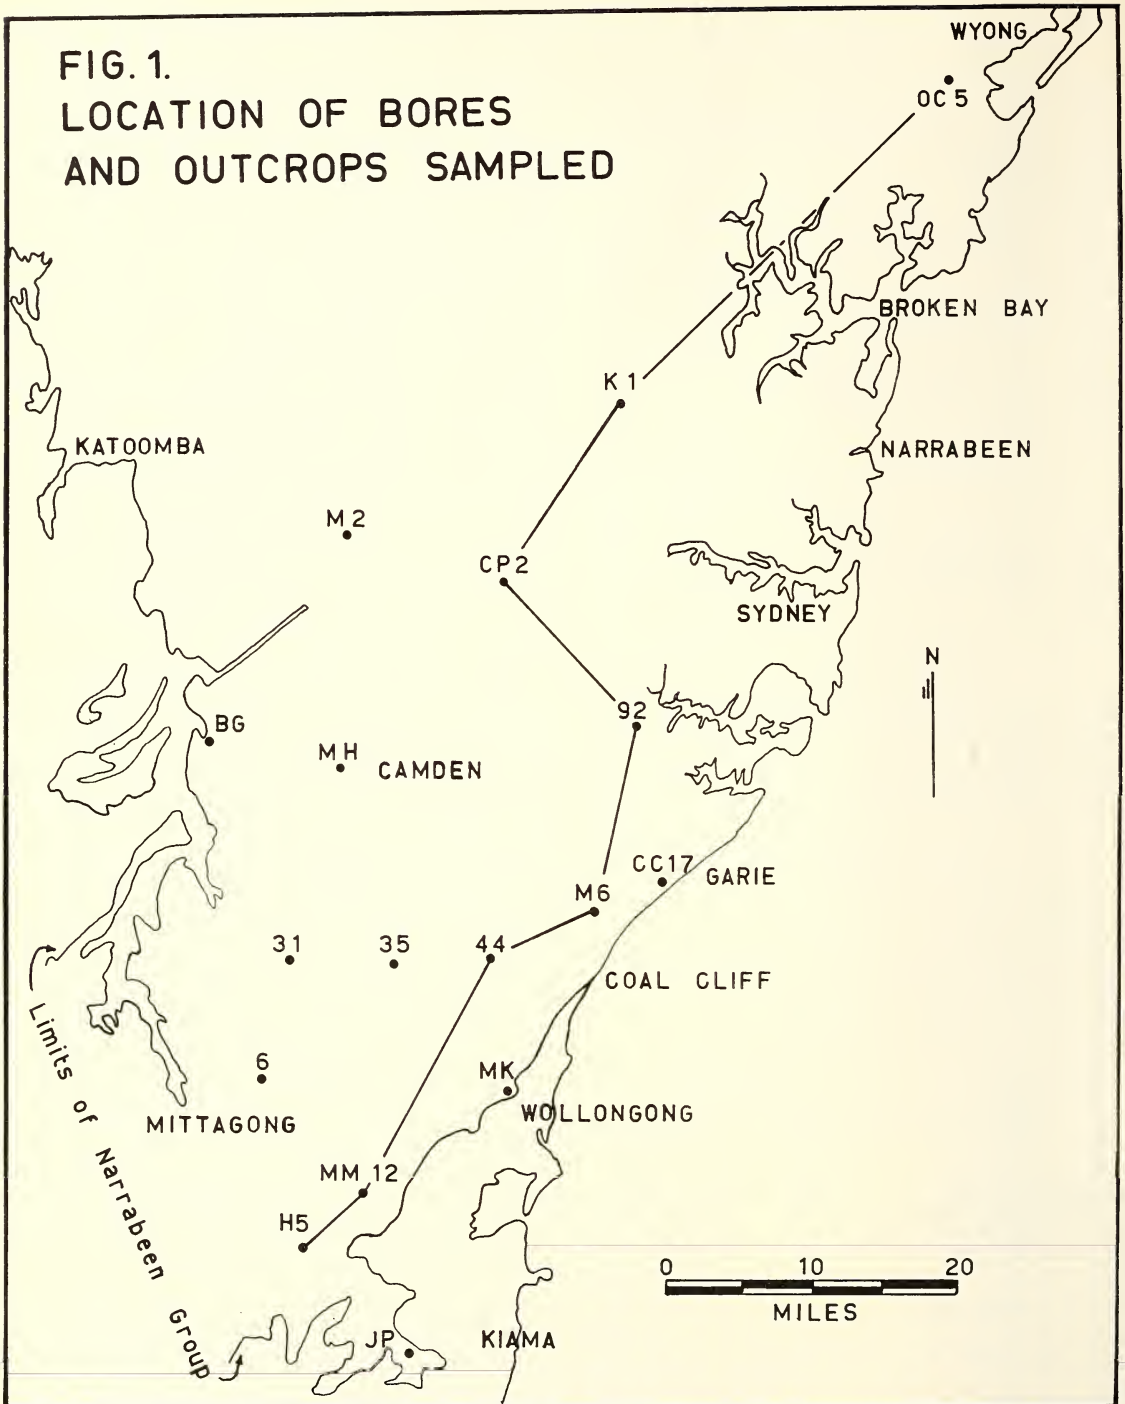 FIG. 1.
LOCATION OF BORES
AND OUTCROPS SAMPLED
WYONG
OC 5
BROKEN BAY
K 1
KATOOMBA
NARRABEEN
M 2
CP2
SYDNEY
N
92
BG
MH
CAMDEN
CC17
GARIE
M6
31
35
44
COAL CLIFF
Limits of Narrabeen Group
6
MK
MITTAGONG
WOLLONGONG
MM 12
H5
0 10 20
MILES
JP
KIAMA